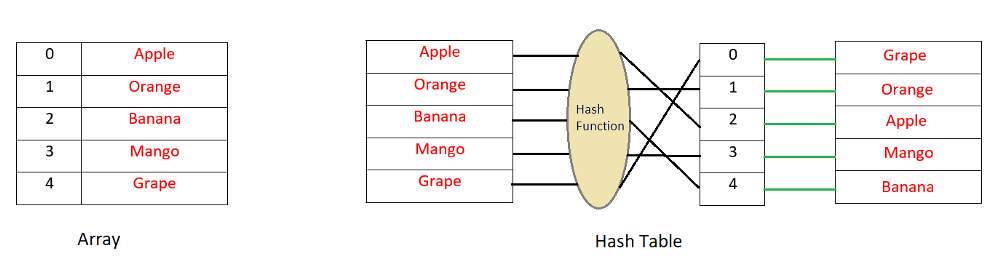 0 Apple
1 Orange
2 Banana
3 Mango
4 Grape
Array
Apple
Orange
Banana
Mango
Grape
Hash
Function
0
1
2
3
4
Grape
Orange
Apple
Mango
Banana
Hash Table